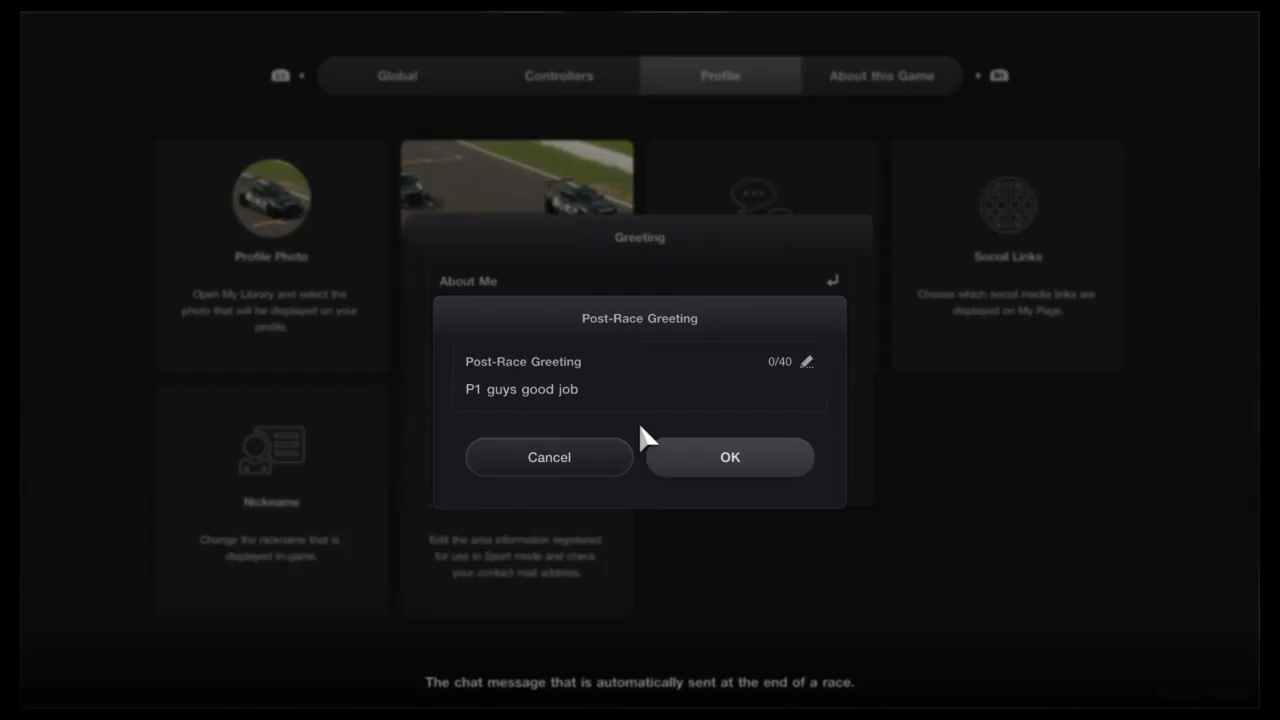 Global
Controllers
Profile
About this Game
Profile Photo
Open My Library and select the
photo that will be displayed on your
profile.
Social Links
Choose which social media links are
displayed on My Page.
Greeting
About Me
Post-Race Greeting
Post-Race Greeting
0/40
P1 guys good job
Cancel
OK
Nickname
Change the nickname that is
displayed in-game.
Edit the area information registered
for use in Sport mode and check
your contact mail address.
The chat message that is automatically sent at the end of a race.